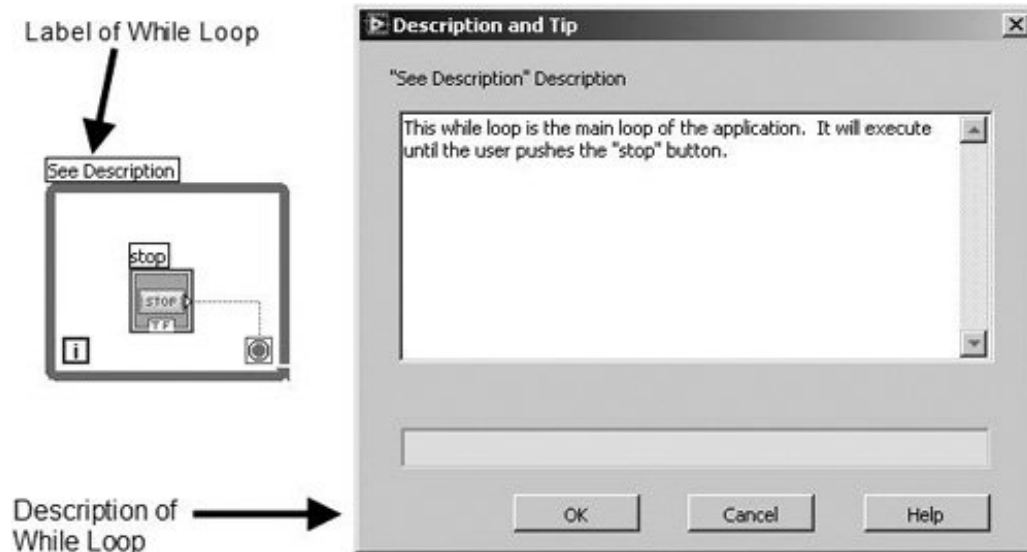 Label of While Loop
See Description
stop
STOP
TF
i
Description and Tip
"See Description" Description
This while loop is the main loop of the application. It will execute
until the user pushes the "stop" button.
OK
Cancel
Help
Description of
While Loop